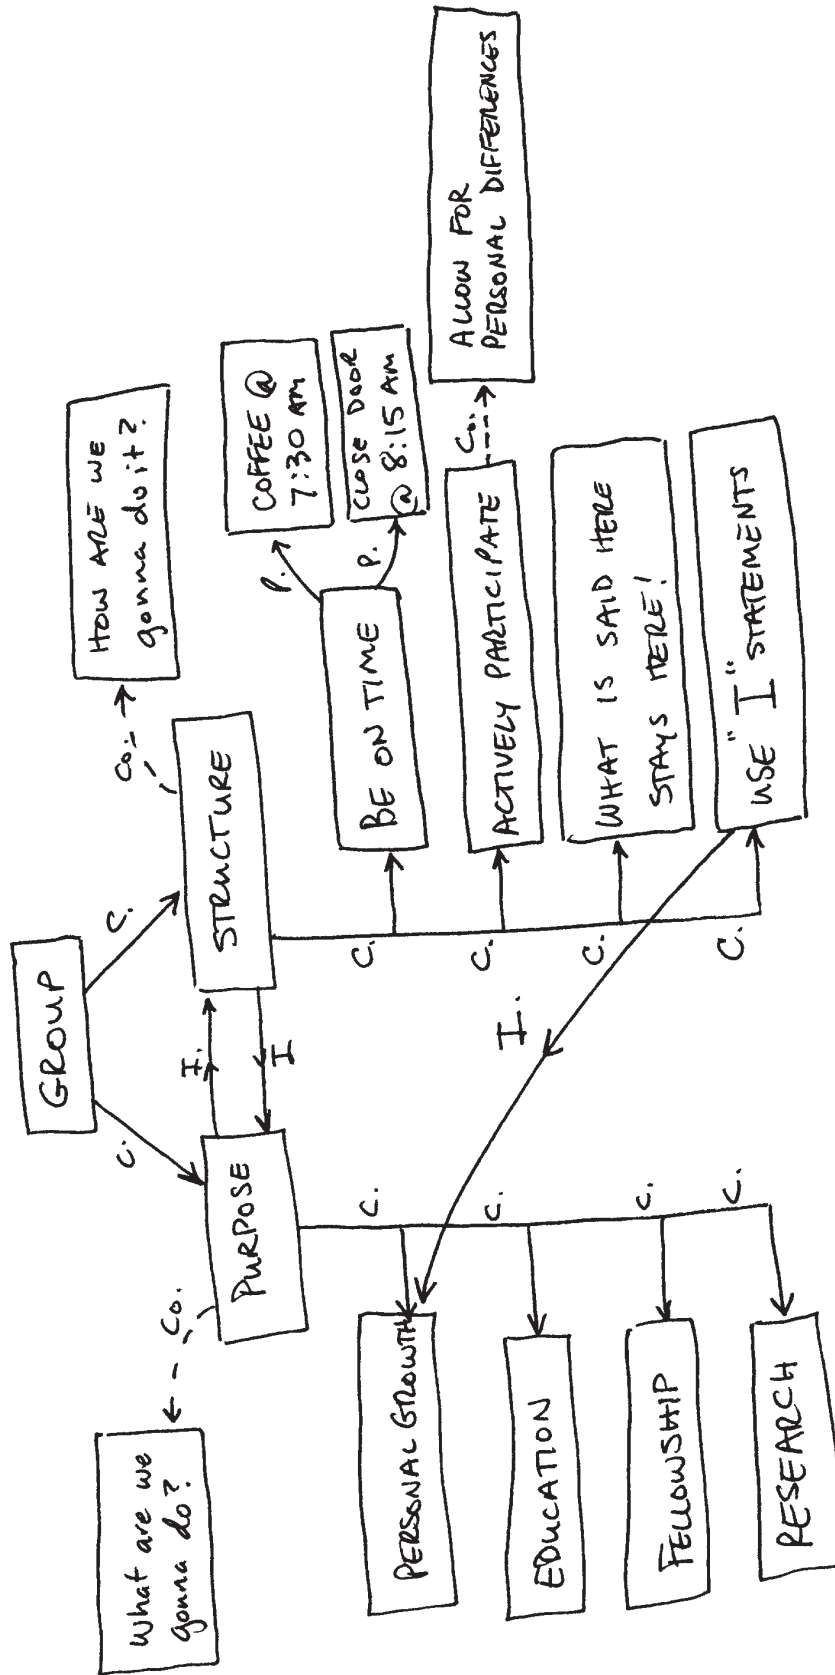 GROUP
C.
C.
What are we
gonna do?
Co.
PURPOSE
I.
I
STRUCTURE
Co.
HOW ARE WE
gonna do it?
C.
PERSONAL GROWTH
C.
EDUCATION
C.
FELLOWSHIP
C.
RESEARCH
I.
C.
BE ON TIME
P.
COFFEE @
7:30 AM
P.
CLOSE DOOR
@ 8:15 AM
C.
ACTIVELY PARTICIPATE
Co.
ALLOW FOR
PERSONAL DIFFERENCES
C.
WHAT IS SAID HERE
STAYS HERE!
C.
USE "I" STATEMENTS